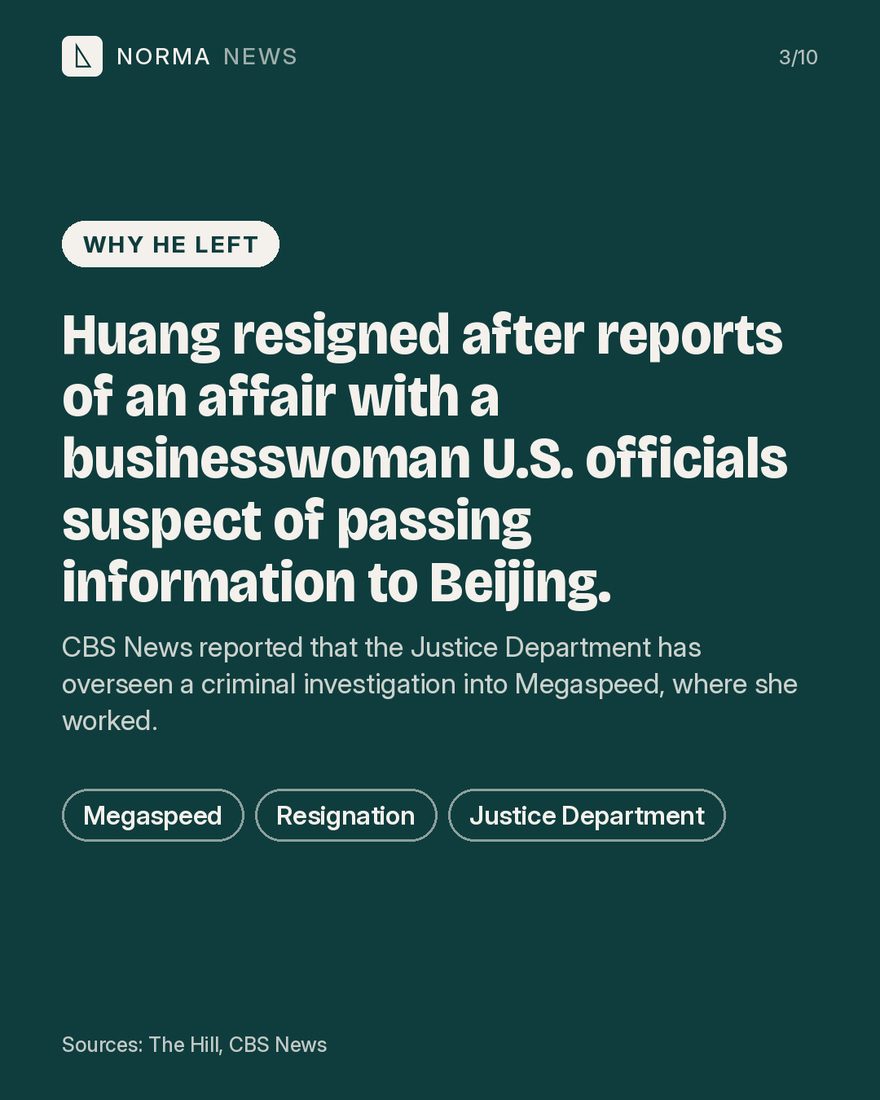 NORMA NEWS
3/10
WHY HE LEFT
Huang resigned after reports
of an affair with a
businesswoman U.S. officials
suspect of passing
information to Beijing.
CBS News reported that the Justice Department has
overseen a criminal investigation into Megaspeed, where she
worked.
Megaspeed Resignation Justice Department
Sources: The Hill, CBS News